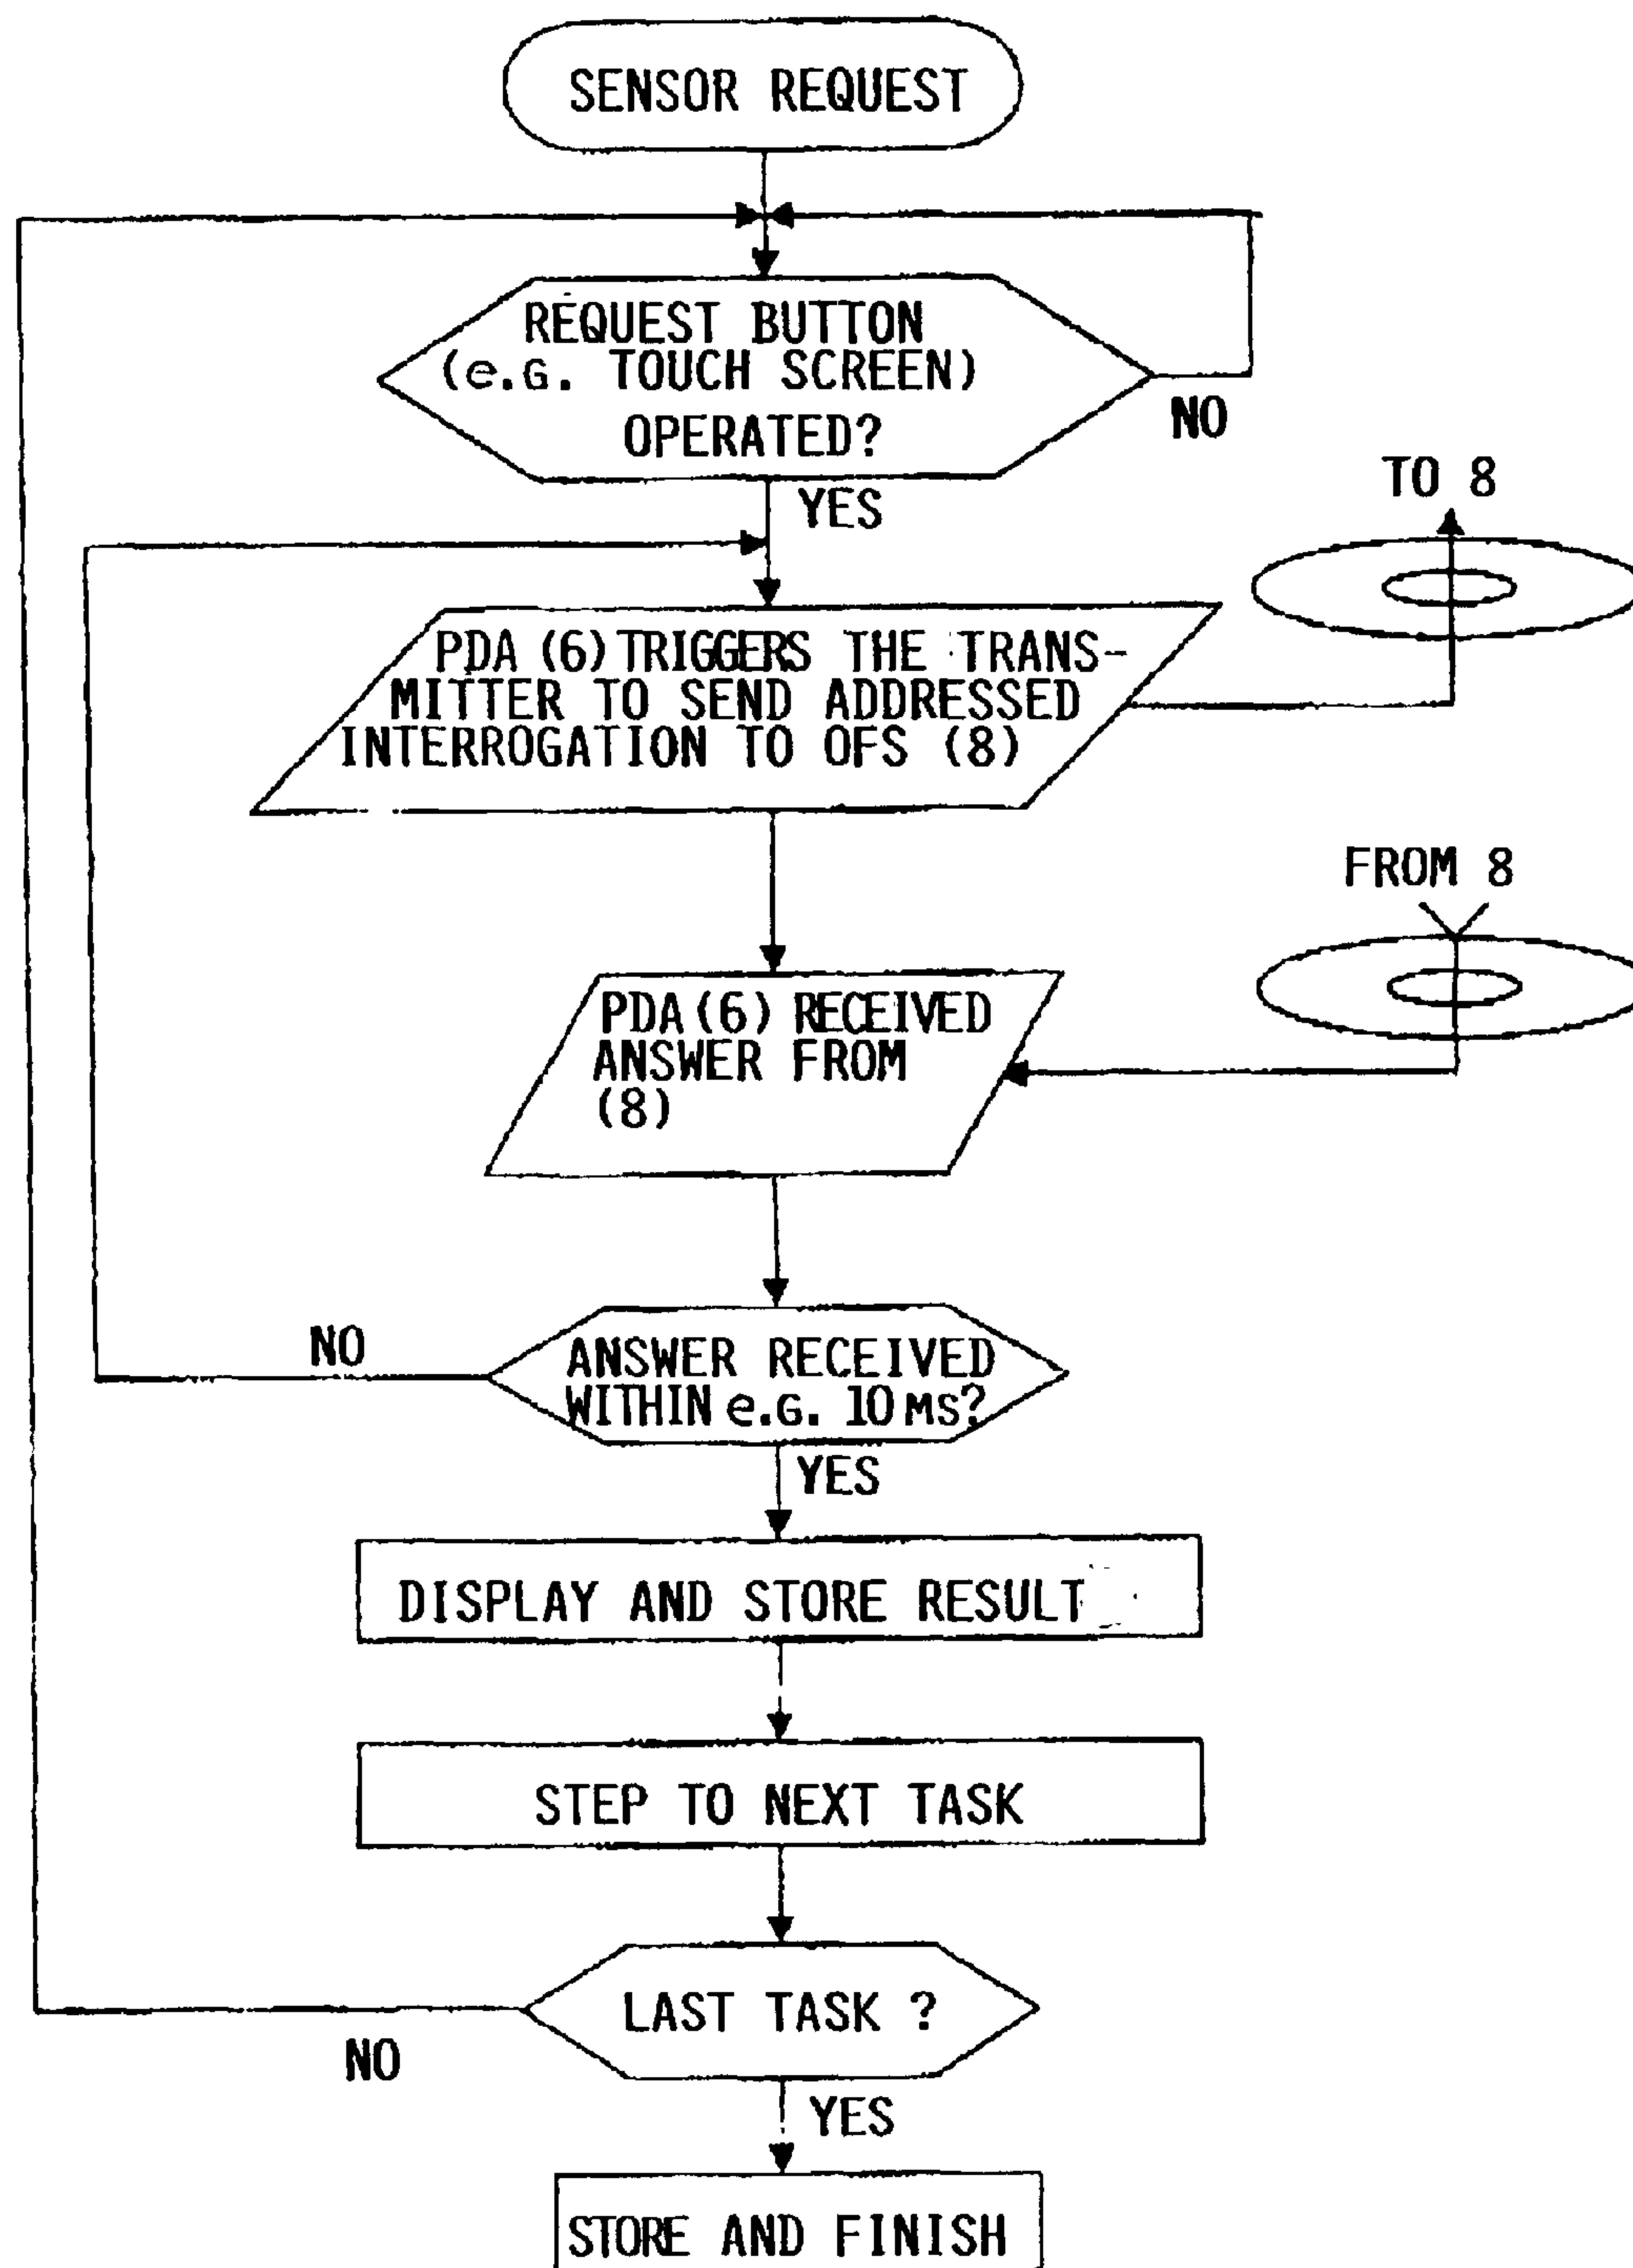 SENSOR REQUEST
REQUEST BUTTON
(e.G. TOUCH SCREEN)
OPERATED?
NO
YES
TO 8
PDA (6) TRIGGERS THE TRANS-
MITTER TO SEND ADDRESSED
INTERROGATION TO OFS (8)
FROM 8
PDA (6) RECEIVED
ANSWER FROM
(8)
NO
ANSWER RECEIVED
WITHIN e.G. 10 MS?
YES
DISPLAY AND STORE RESULT
STEP TO NEXT TASK
LAST TASK ?
NO
YES
STORE AND FINISH